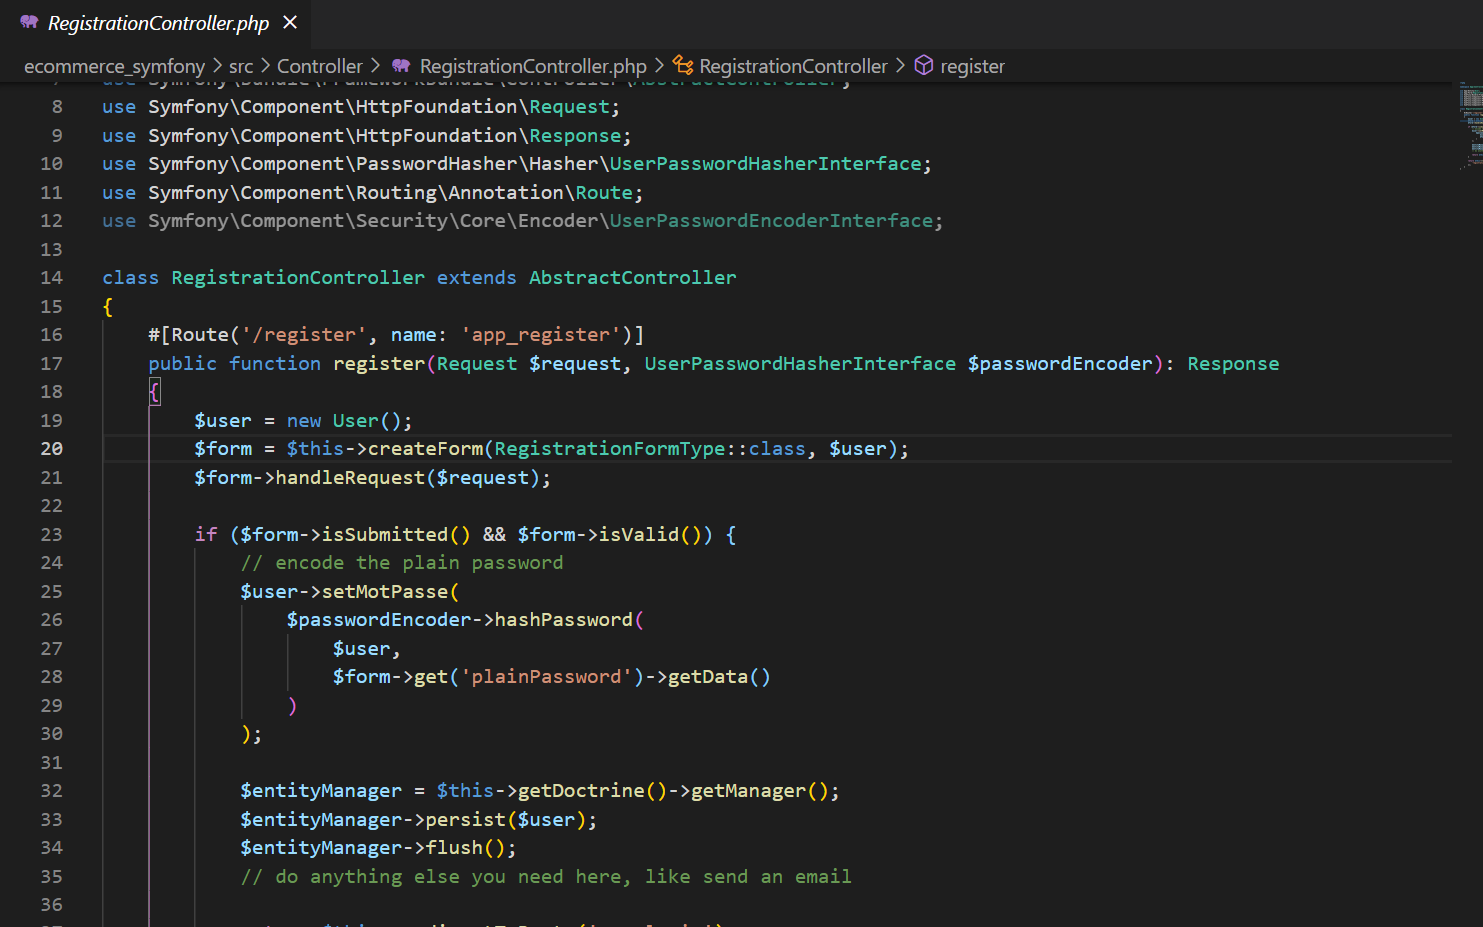 RegistrationController.php
ecommerce_symfony > src > Controller > RegistrationController.php > RegistrationController > register
8 use Symfony\Component\HttpFoundation\Request;
9 use Symfony\Component\HttpFoundation\Response;
10 use Symfony\Component\PasswordHasher\Hasher\UserPasswordHasherInterface;
11 use Symfony\Component\Routing\Annotation\Route;
12 use Symfony\Component\Security\Core\Encoder\UserPasswordEncoderInterface;
13
14 class RegistrationController extends AbstractController
15 {
16 #[Route('/register', name: 'app_register')]
17 public function register(Request $request, UserPasswordHasherInterface $passwordEncoder): Response
18 {
19 $user = new User();
20 $form = $this->createForm(RegistrationFormType::class, $user);
21 $form->handleRequest($request);
22
23 if ($form->isSubmitted() && $form->isValid()) {
24 // encode the plain password
25 $user->setMotPasse(
26 $passwordEncoder->hashPassword(
27 $user,
28 $form->get('plainPassword')->getData()
29 )
30 );
31
32 $entityManager = $this->getDoctrine()->getManager();
33 $entityManager->persist($user);
34 $entityManager->flush();
35 // do anything else you need here, like send an email
36